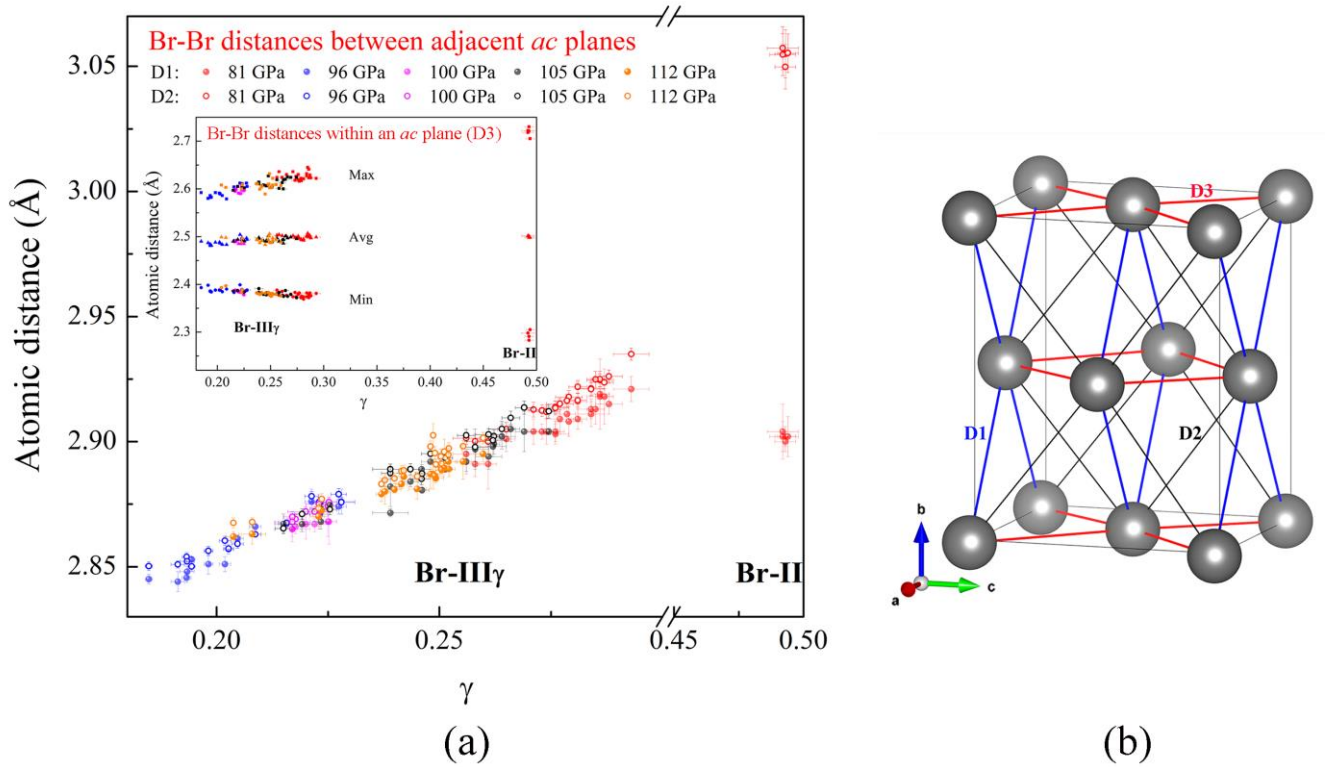 Br-Br distances between adjacent ac planes
D1: 81 GPa 96 GPa 100 GPa 105 GPa 112 GPa
D2: 81 GPa 96 GPa 100 GPa 105 GPa 112 GPa
Atomic distance (Å)
3.05
3.00
2.95
2.90
2.85
Br-Br distances within an ac plane (D3)
Atomic distance (Å)
2.7
2.6
2.5
2.4
2.3
Max
Avg
Min
Br-IIIγ
Br-II
0.20 0.25 0.30 0.35 0.40 0.45 0.50
γ
Br-IIIγ
Br-II
0.20 0.25 0.45 0.50
γ
(a)
D3
D1
D2
b
a
c
(b)